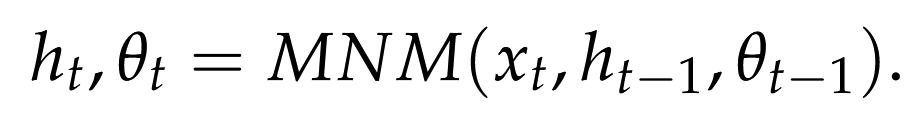 h_t, θ_t = MNM(x_t, h_{t−1}, θ_{t−1}).